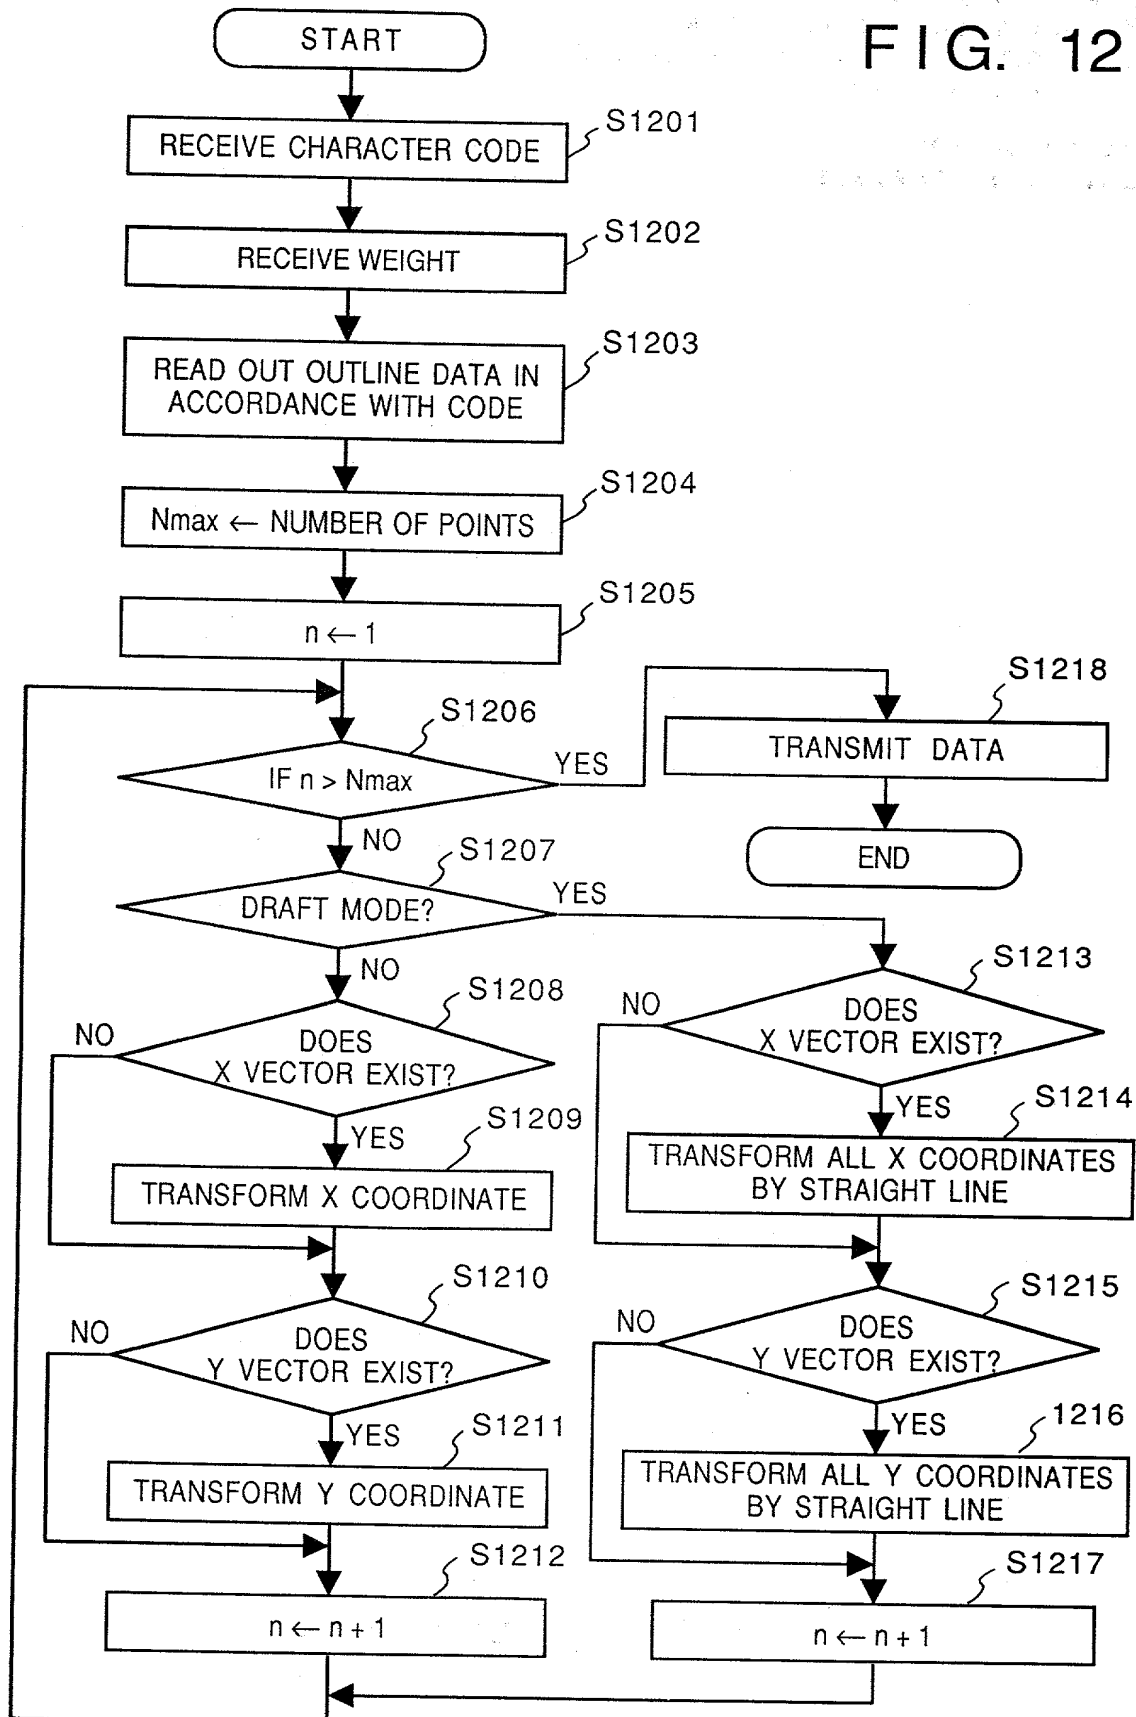 FIG. 12
START
S1201
RECEIVE CHARACTER CODE
S1202
RECEIVE WEIGHT
S1203
READ OUT OUTLINE DATA IN
ACCORDANCE WITH CODE
S1204
Nmax ← NUMBER OF POINTS
S1205
n ← 1
S1206
IF n > Nmax
YES
NO
S1218
TRANSMIT DATA
END
S1207
DRAFT MODE?
YES
NO
S1208
DOES
X VECTOR EXIST?
NO
YES
S1209
TRANSFORM X COORDINATE
S1210
DOES
Y VECTOR EXIST?
NO
YES
S1211
TRANSFORM Y COORDINATE
S1212
n ← n + 1
S1213
DOES
X VECTOR EXIST?
NO
YES
S1214
TRANSFORM ALL X COORDINATES
BY STRAIGHT LINE
S1215
DOES
Y VECTOR EXIST?
NO
YES
1216
TRANSFORM ALL Y COORDINATES
BY STRAIGHT LINE
S1217
n ← n + 1